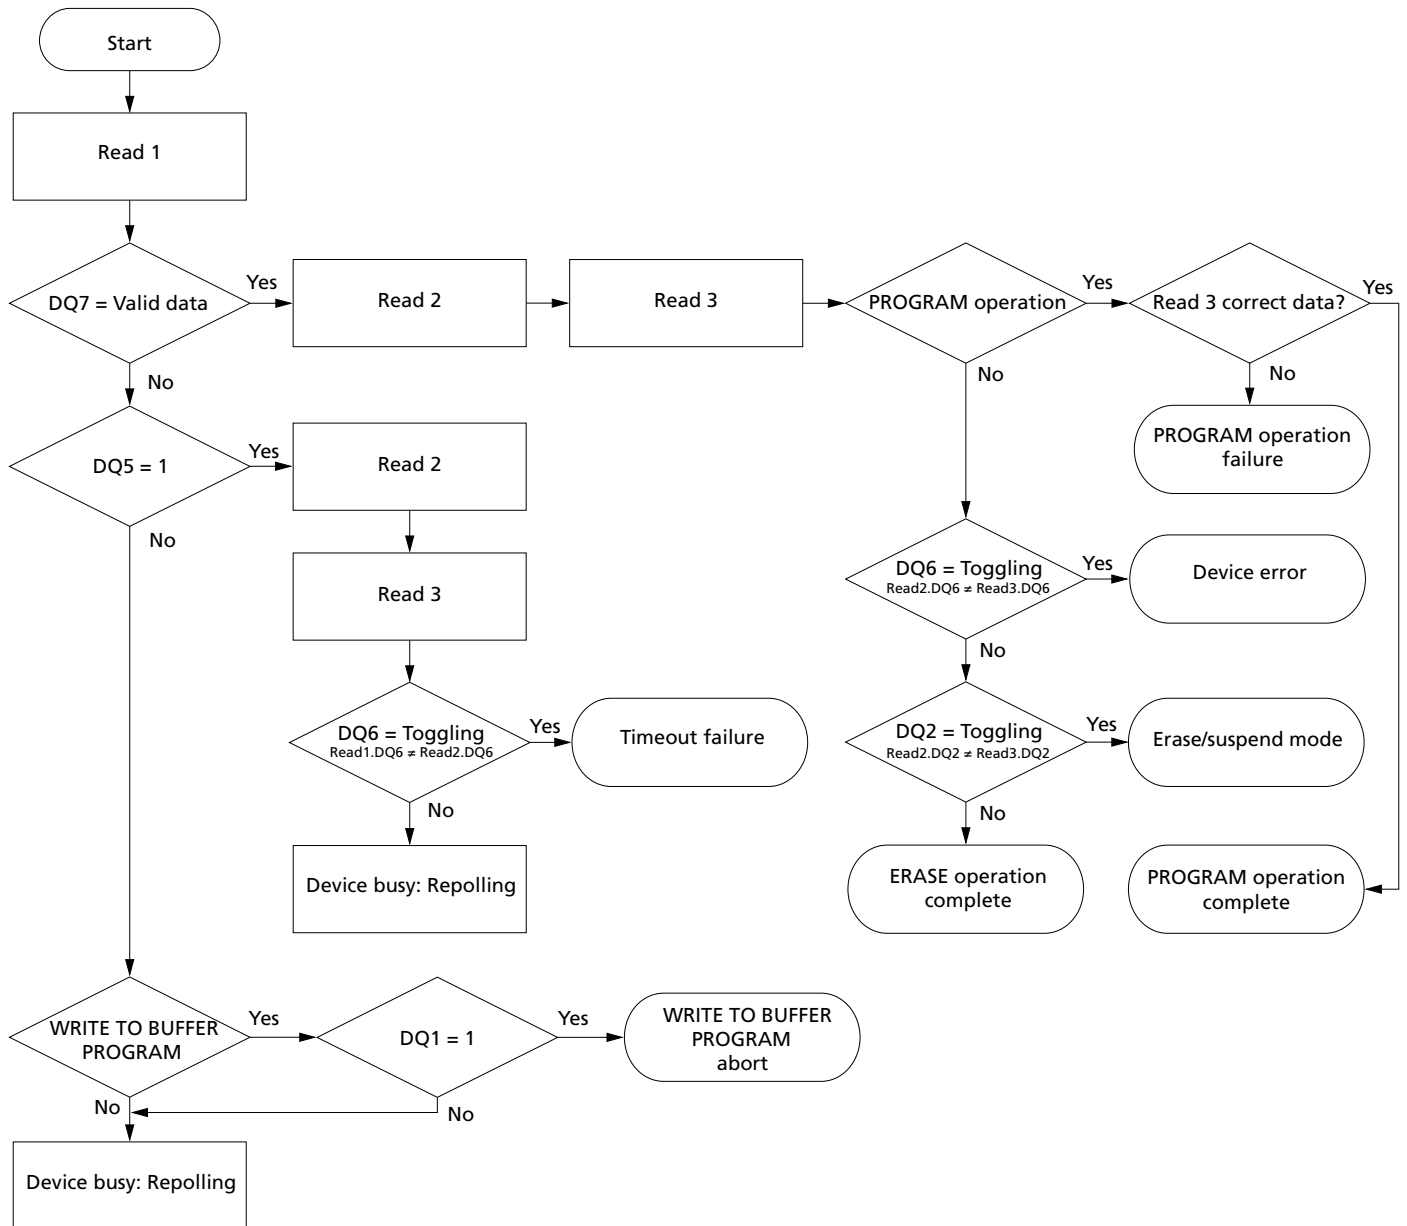 Start
Read 1
DQ7 = Valid data
Yes
No
Read 2
Read 3
PROGRAM operation
Yes
No
Read 3 correct data?
Yes
No
PROGRAM operation
failure
DQ5 = 1
Yes
No
Read 2
Read 3
DQ6 = Toggling
Read1.DQ6 ≠ Read2.DQ6
Yes
No
Timeout failure
Device busy: Repolling
DQ6 = Toggling
Read2.DQ6 ≠ Read3.DQ6
Yes
No
Device error
DQ2 = Toggling
Read2.DQ2 ≠ Read3.DQ2
Yes
No
Erase/suspend mode
ERASE operation
complete
PROGRAM operation
complete
WRITE TO BUFFER
PROGRAM
Yes
No
DQ1 = 1
Yes
No
WRITE TO BUFFER
PROGRAM
abort
Device busy: Repolling